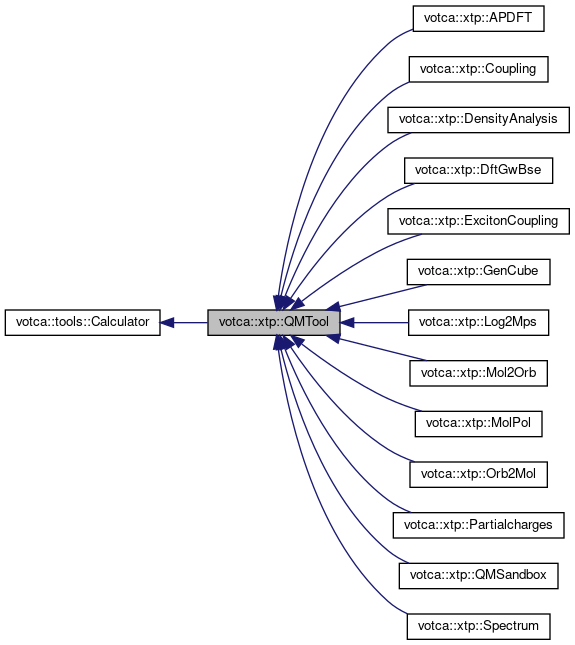 votca::xtp::APDFT
votca::xtp::Coupling
votca::xtp::DensityAnalysis
votca::xtp::DftGwBse
votca::xtp::ExcitonCoupling
votca::xtp::GenCube
votca::tools::Calculator
votca::xtp::QMTool
votca::xtp::Log2Mps
votca::xtp::Mol2Orb
votca::xtp::MolPol
votca::xtp::Orb2Mol
votca::xtp::Partialcharges
votca::xtp::QMSandbox
votca::xtp::Spectrum